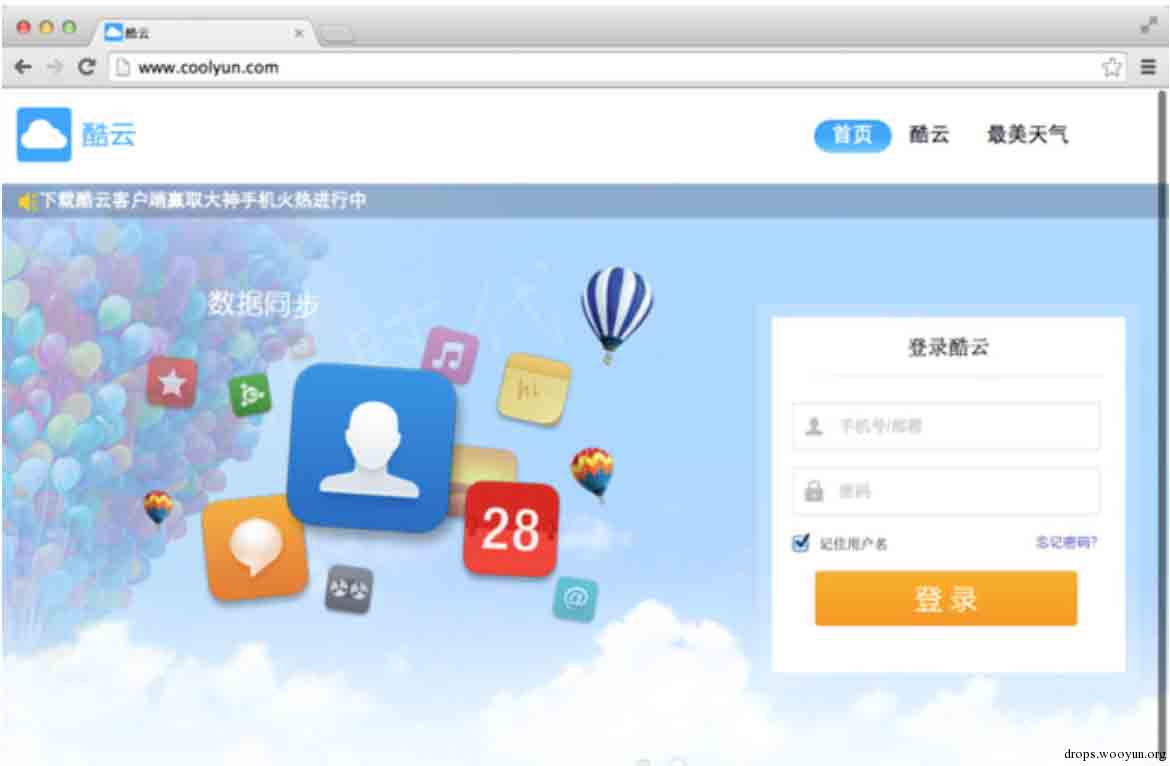 酷云
www.coolyun.com
酷云
首页 酷云 最美天气
下载酷云客户端赢取大神手机火热进行中
数据同步
登录酷云
手机号/邮箱
28
密码
记住用户名 忘记密码?
@
登 录
drops.wooyun.org